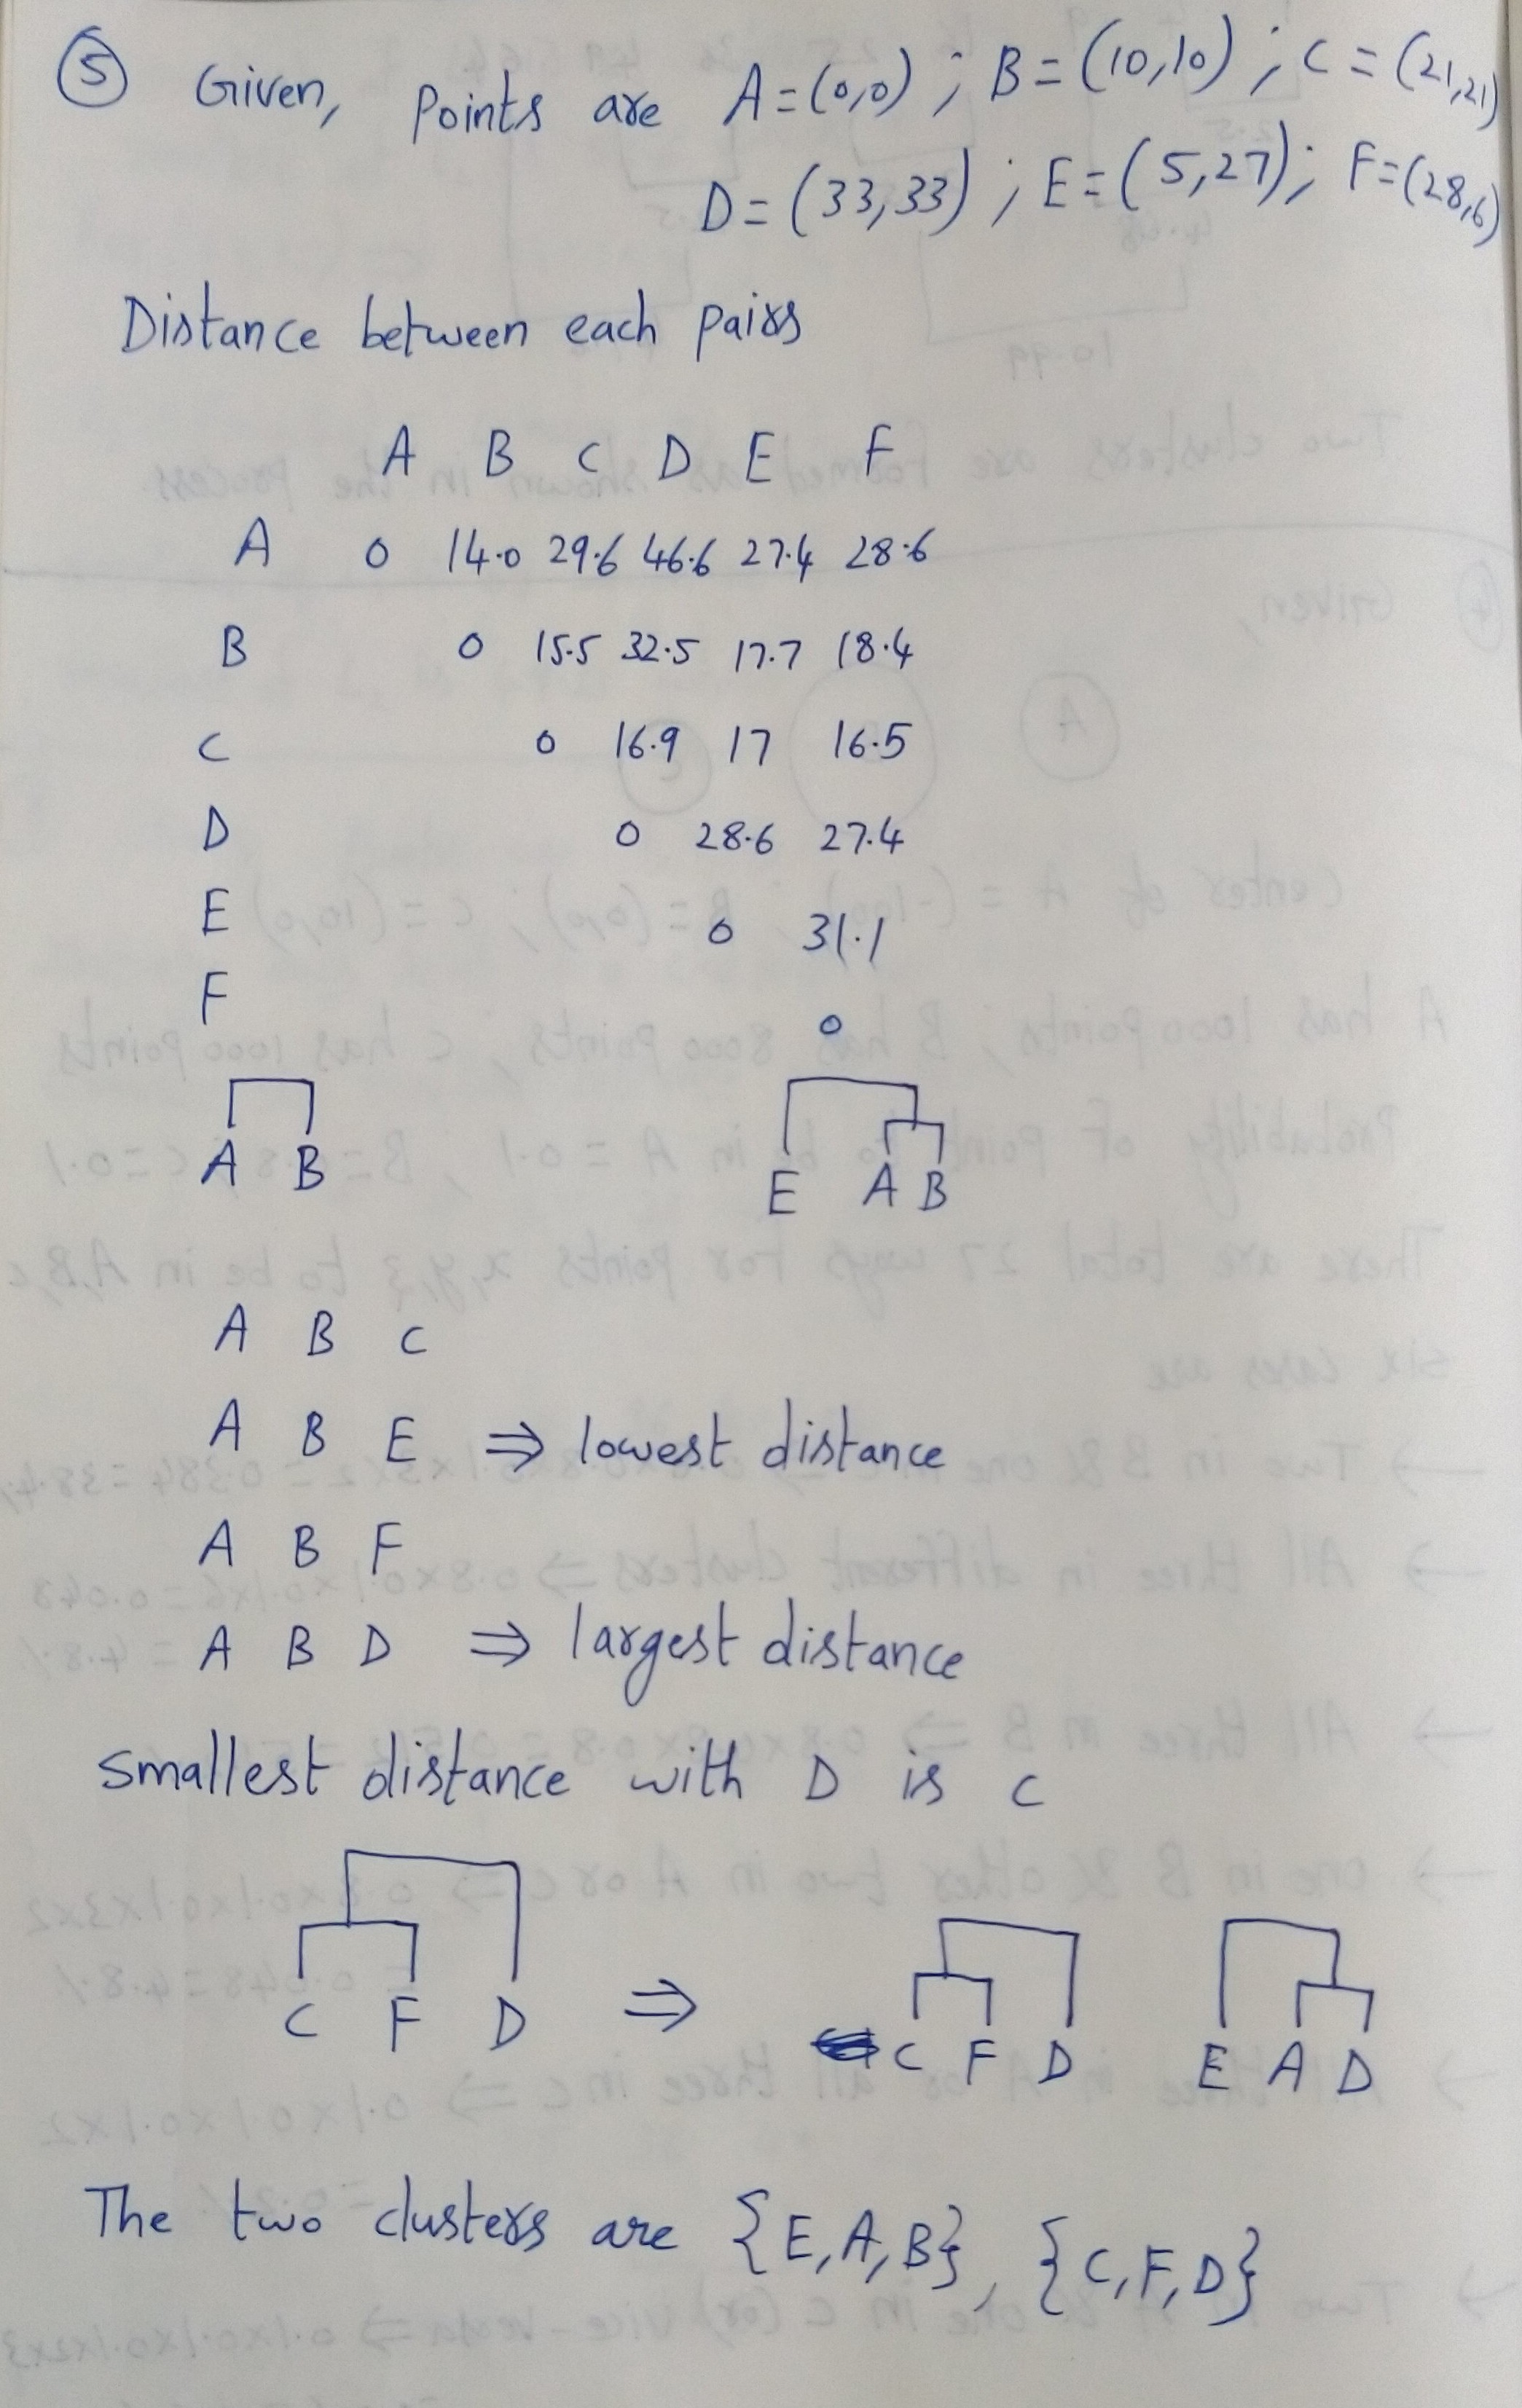 5 Given, Points are A=(0,0) ; B=(10,10) ; C=(21,21)
D=(33,33) ; E=(5,27); F=(28,6)
Distance between each pairs
A B C D E F
A 0 14.0 29.6 46.6 27.4 28.6
B 0 15.5 32.5 17.7 18.4
C 0 16.9 17 16.5
D 0 28.6 27.4
E 0 31.1
F 0
A B E A B
A B C
A B E ⇒ lowest distance
A B F
A B D ⇒ largest distance
Smallest distance with D is C
C F D ⇒ C F D E A D
The two clusters are {E,A,B}, {C,F,D}